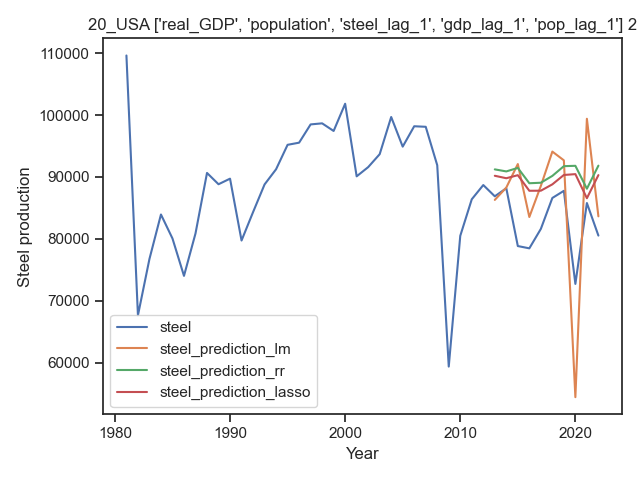 20_USA ['real_GDP', 'population', 'steel_lag_1', 'gdp_lag_1', 'pop_lag_1'] 2
110000
100000
90000
80000
70000
60000
Steel production
steel
steel_prediction_lm
steel_prediction_rr
steel_prediction_lasso
1980
1990
2000
2010
2020
Year